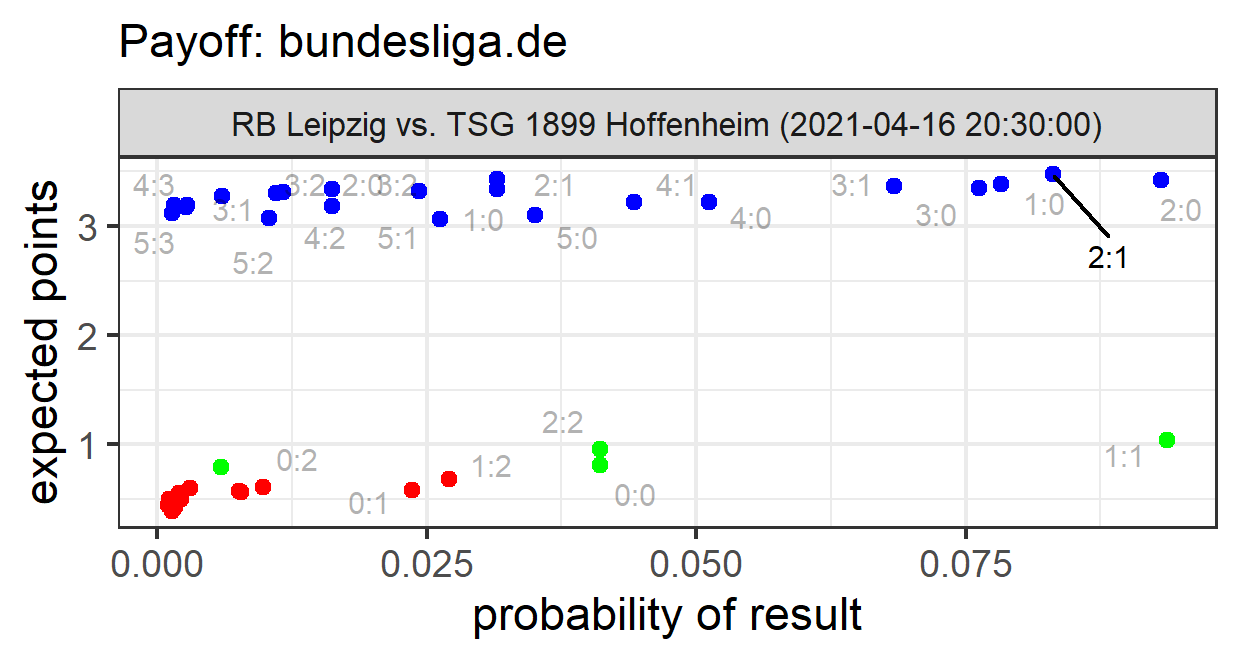 Payoff: bundesliga.de
RB Leipzig vs. TSG 1899 Hoffenheim (2021-04-16 20:30:00)
4:3 3:2 2:0 3:2 2:1 4:1 3:1
3:1 1:0 4:0 3:0 1:0 2:0
5:3 4:2 5:1 5:0
5:2 2:1
2:2
0:2 1:2 1:1
0:1 0:0
3
2
1
expected points
0.000 0.025 0.050 0.075
probability of result